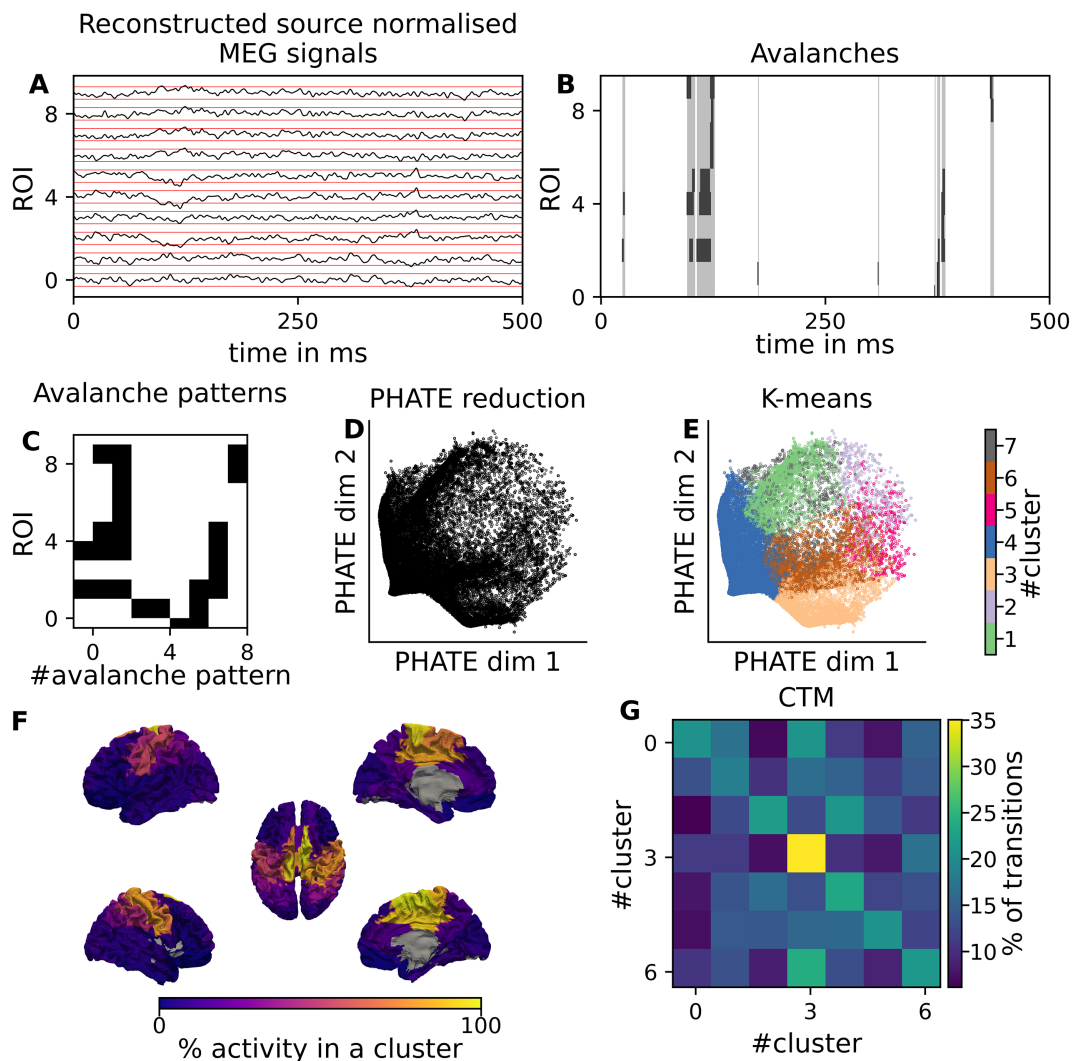 Reconstructed source normalised
MEG signals
A
ROI
8
4
0
0 250 500
time in ms
Avalanches
B
ROI
8
4
0
0 250 500
time in ms
Avalanche patterns
C
ROI
8
4
0
0 4 8
#avalanche pattern
PHATE reduction
D
PHATE dim 2
PHATE dim 1
K-means
E
PHATE dim 2
PHATE dim 1
7
6
5
4
3
2
1
#cluster
F
0 100
% activity in a cluster
CTM
G
#cluster
0
3
6
0 3 6
#cluster
35
30
25
20
15
10
% of transitions